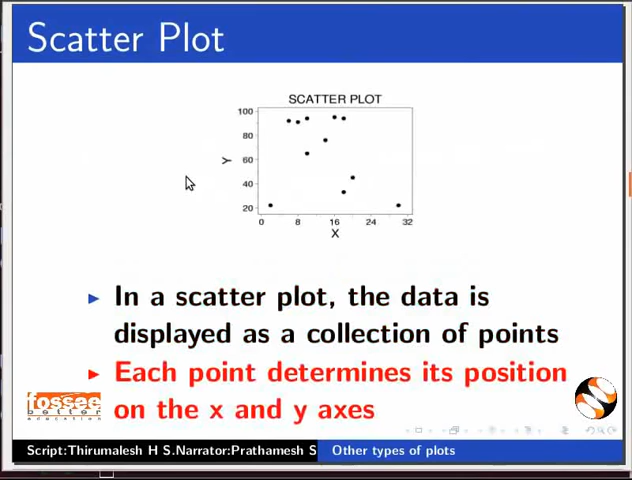 Scatter Plot
SCATTER PLOT
100
80
60
40
20
Y
0 8 16 24 32
X
In a scatter plot, the data is
displayed as a collection of points
Each point determines its position
on the x and y axes
fossee
better
education
Script:Thirumalesh H S.Narrator:Prathamesh S
Other types of plots